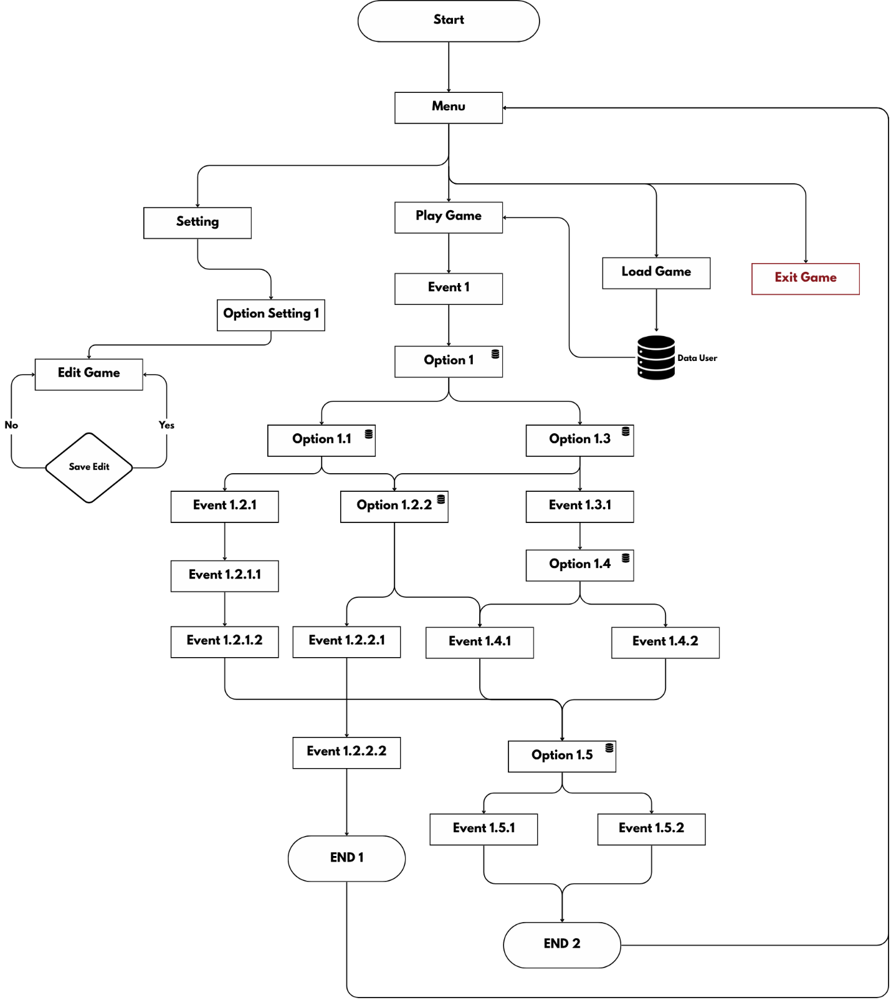 Start
Menu
Setting
Play Game
Load Game
Exit Game
Event 1
Option Setting 1
Option 1
Data User
Edit Game
No
Yes
Save Edit
Option 1.1
Option 1.3
Event 1.2.1
Option 1.2.2
Event 1.3.1
Event 1.2.1.1
Option 1.4
Event 1.2.1.2
Event 1.2.2.1
Event 1.4.1
Event 1.4.2
Event 1.2.2.2
Option 1.5
Event 1.5.1
Event 1.5.2
END 1
END 2